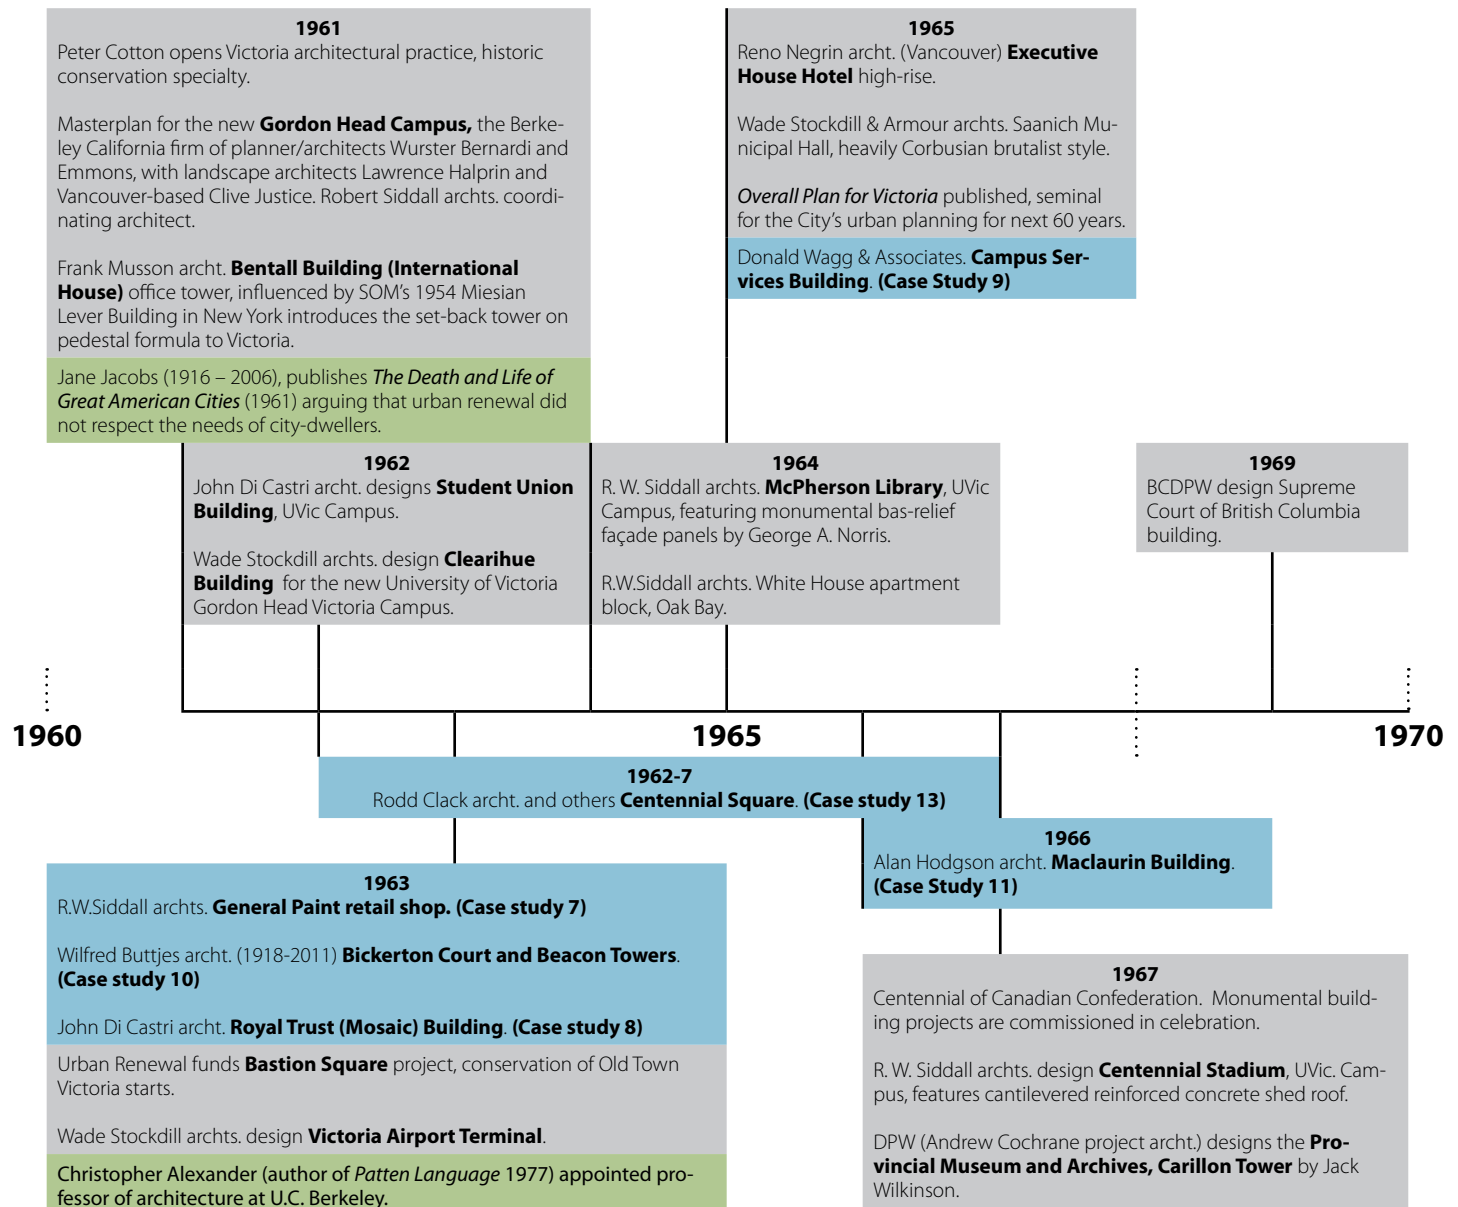 1961
Peter Cotton opens Victoria architectural practice, historic
conservation specialty.
Masterplan for the new Gordon Head Campus, the Berke-
ley California firm of planner/architects Wurster Bernardi and
Emmons, with landscape architects Lawrence Halprin and
Vancouver-based Clive Justice. Robert Siddall archts. coordi-
nating architect.
Frank Musson archt. Bentall Building (International
House) office tower, influenced by SOM's 1954 Miesian
Lever Building in New York introduces the set-back tower on
pedestal formula to Victoria.
Jane Jacobs (1916 – 2006), publishes The Death and Life of
Great American Cities (1961) arguing that urban renewal did
not respect the needs of city-dwellers.
1965
Reno Negrin archt. (Vancouver) Executive
House Hotel high-rise.
Wade Stockdill & Armour archts. Saanich Mu-
nicipal Hall, heavily Corbusian brutalist style.
Overall Plan for Victoria published, seminal
for the City's urban planning for next 60 years.
Donald Wagg & Associates. Campus Ser-
vices Building. (Case Study 9)
1962
John Di Castri archt. designs Student Union
Building, UVic Campus.
Wade Stockdill archts. design Clearihue
Building for the new University of Victoria
Gordon Head Victoria Campus.
1964
R. W. Siddall archts. McPherson Library, UVic
Campus, featuring monumental bas-relief
façade panels by George A. Norris.
R.W.Siddall archts. White House apartment
block, Oak Bay.
1969
BCDPW design Supreme
Court of British Columbia
building.
1960
1965
1970
1962-7
Rodd Clack archt. and others Centennial Square. (Case study 13)
1966
Alan Hodgson archt. Maclaurin Building.
(Case Study 11)
1963
R.W.Siddall archts. General Paint retail shop. (Case study 7)
Wilfred Buttjes archt. (1918-2011) Bickerton Court and Beacon Towers.
(Case study 10)
John Di Castri archt. Royal Trust (Mosaic) Building. (Case study 8)
Urban Renewal funds Bastion Square project, conservation of Old Town
Victoria starts.
Wade Stockdill archts. design Victoria Airport Terminal.
Christopher Alexander (author of Patten Language 1977) appointed pro-
fessor of architecture at U.C. Berkeley.
1967
Centennial of Canadian Confederation. Monumental build-
ing projects are commissioned in celebration.
R. W. Siddall archts. design Centennial Stadium, UVic. Cam-
pus, features cantilevered reinforced concrete shed roof.
DPW (Andrew Cochrane project archt.) designs the Pro-
vincial Museum and Archives, Carillon Tower by Jack
Wilkinson.